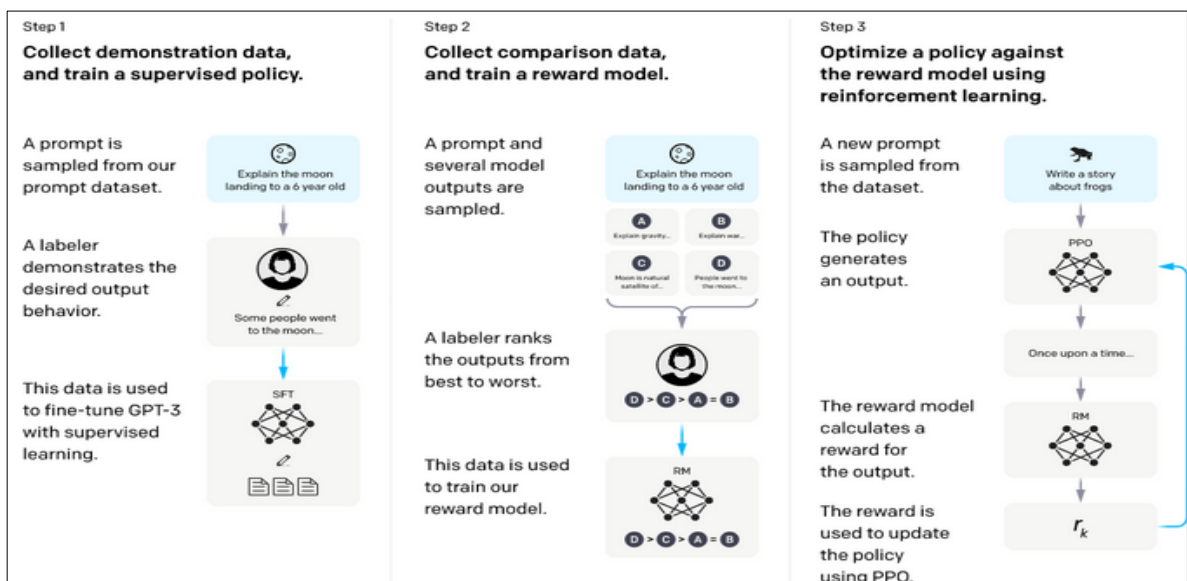 Step 1
Collect demonstration data,
and train a supervised policy.
A prompt is
sampled from our
prompt dataset.
Explain the moon
landing to a 6 year old
A labeler
demonstrates the
desired output
behavior.
Some people went
to the moon...
This data is used
to fine-tune GPT-3
with supervised
learning.
SFT
Step 2
Collect comparison data,
and train a reward model.
A prompt and
several model
outputs are
sampled.
Explain the moon
landing to a 6 year old
A
Explain gravity...
B
Explain war...
C
Moon is natural
satellite of...
D
People went to
the moon...
A labeler ranks
the outputs from
best to worst.
D > C > A = B
This data is used
to train our
reward model.
RM
D > C > A = B
Step 3
Optimize a policy against
the reward model using
reinforcement learning.
A new prompt
is sampled from
the dataset.
Write a story
about frogs
The policy
generates
an output.
PPO
Once upon a time...
The reward model
calculates a
reward for
the output.
RM
The reward is
used to update
the policy
using PPO.
rk